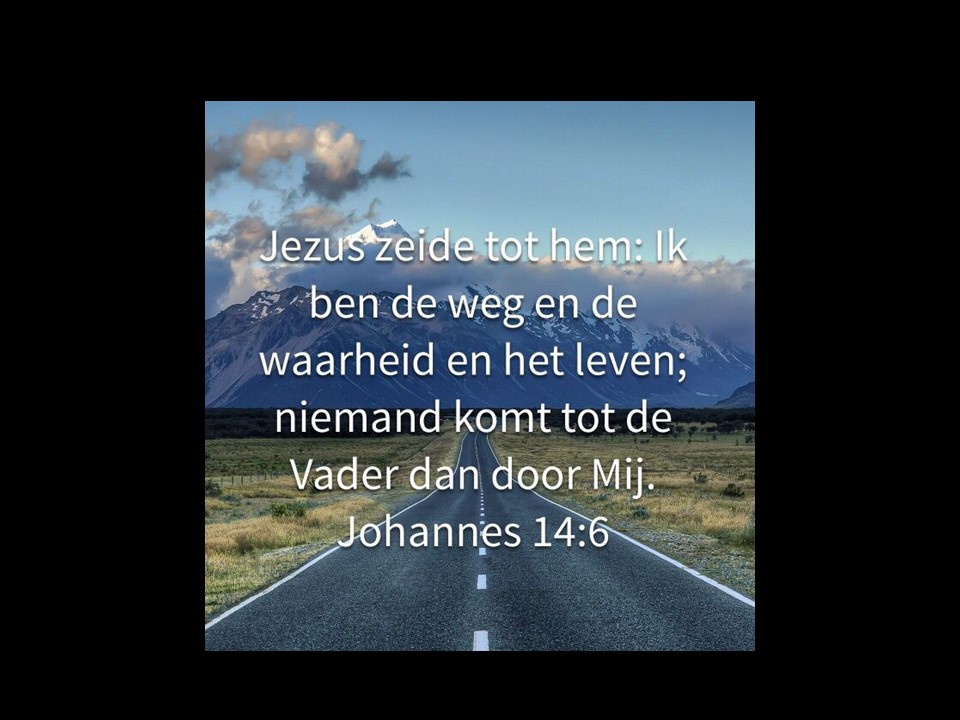 Jezus zeide tot hem: Ik
ben de weg en de
waarheid en het leven;
niemand komt tot de
Vader dan door Mij.
Johannes 14:6